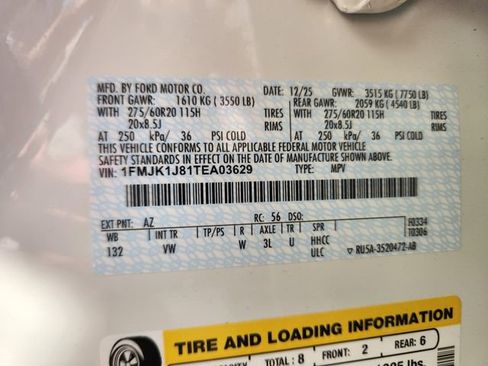 MFD. BY FORD MOTOR CO. 12/25 GVWR: 3515 KG (7750 LB)
FRONT GAWR: 1610 KG (3550 LB) REAR GAWR: 2059 KG (4540 LB)
WITH 275/60R20 115H TIRES WITH 275/60R20 115H TIRES
20x8.5J RIMS 20x8.5J RIMS
AT 250 kPa/ 36 PSI COLD AT 250 kPa/ 36 PSI COLD
THIS VEHICLE CONFORMS TO ALL APPLICABLE FEDERAL MOTOR VEHICLE
SAFETY STANDARDS IN EFFECT ON THE DATE OF MANUFACTURE SHOWN ABOVE.
VIN: 1FMJK1J81TEA03629 TYPE: MPV
EXT PNT: AZ RC: 56 DSO: F0334
WB INT TR TP/PS R AXLE TR SPR T0306
132 VW W 3L U HHCC
ULC RU5A-3520472-AB
TIRE AND LOADING INFORMATION
TOTAL: 8 FRONT: 2 REAR: 6
lbs.